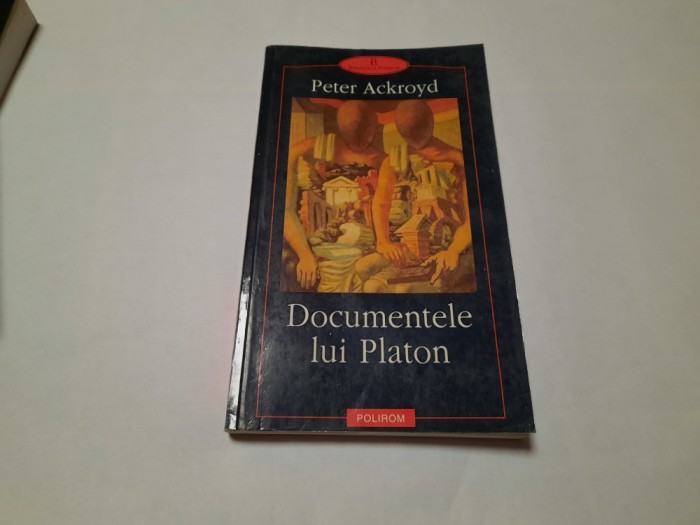 B
Peter Ackroyd
Documentele
lui Platon
POLIROM